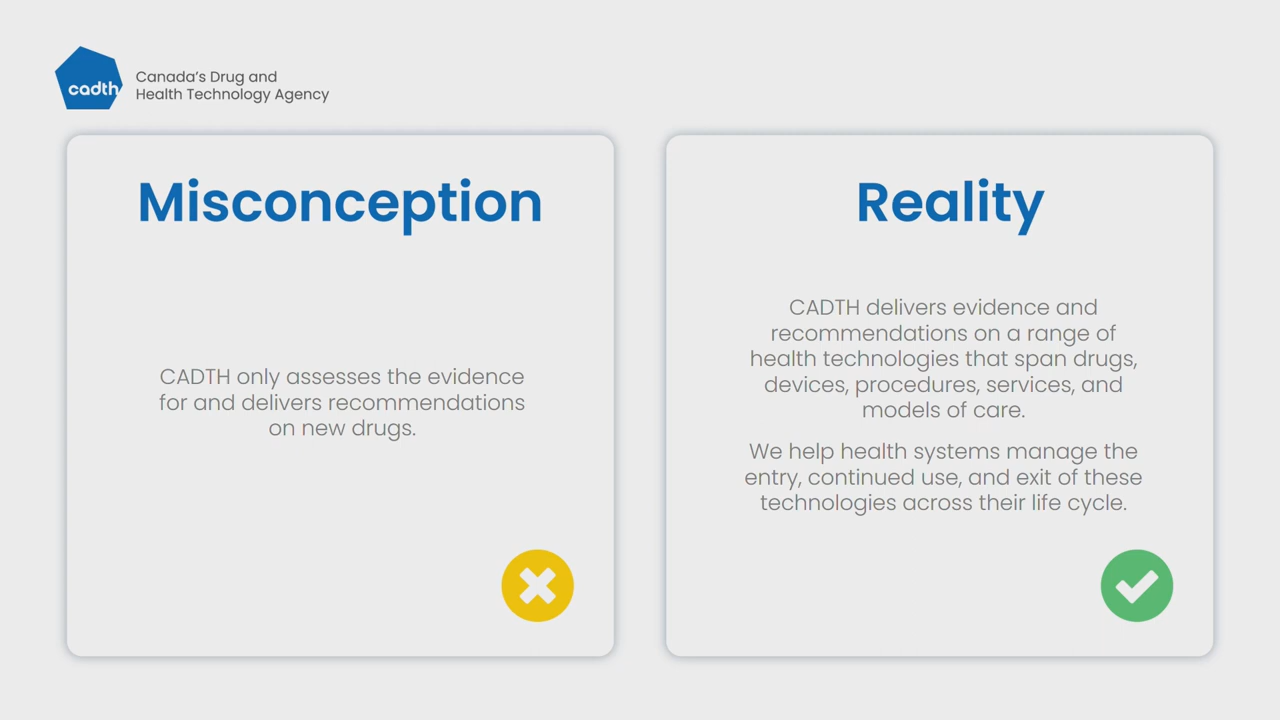 cadth
Canada's Drug and
Health Technology Agency
Misconception
CADTH only assesses the evidence
for and delivers recommendations
on new drugs.
Reality
CADTH delivers evidence and
recommendations on a range of
health technologies that span drugs,
devices, procedures, services, and
models of care.
We help health systems manage the
entry, continued use, and exit of these
technologies across their life cycle.